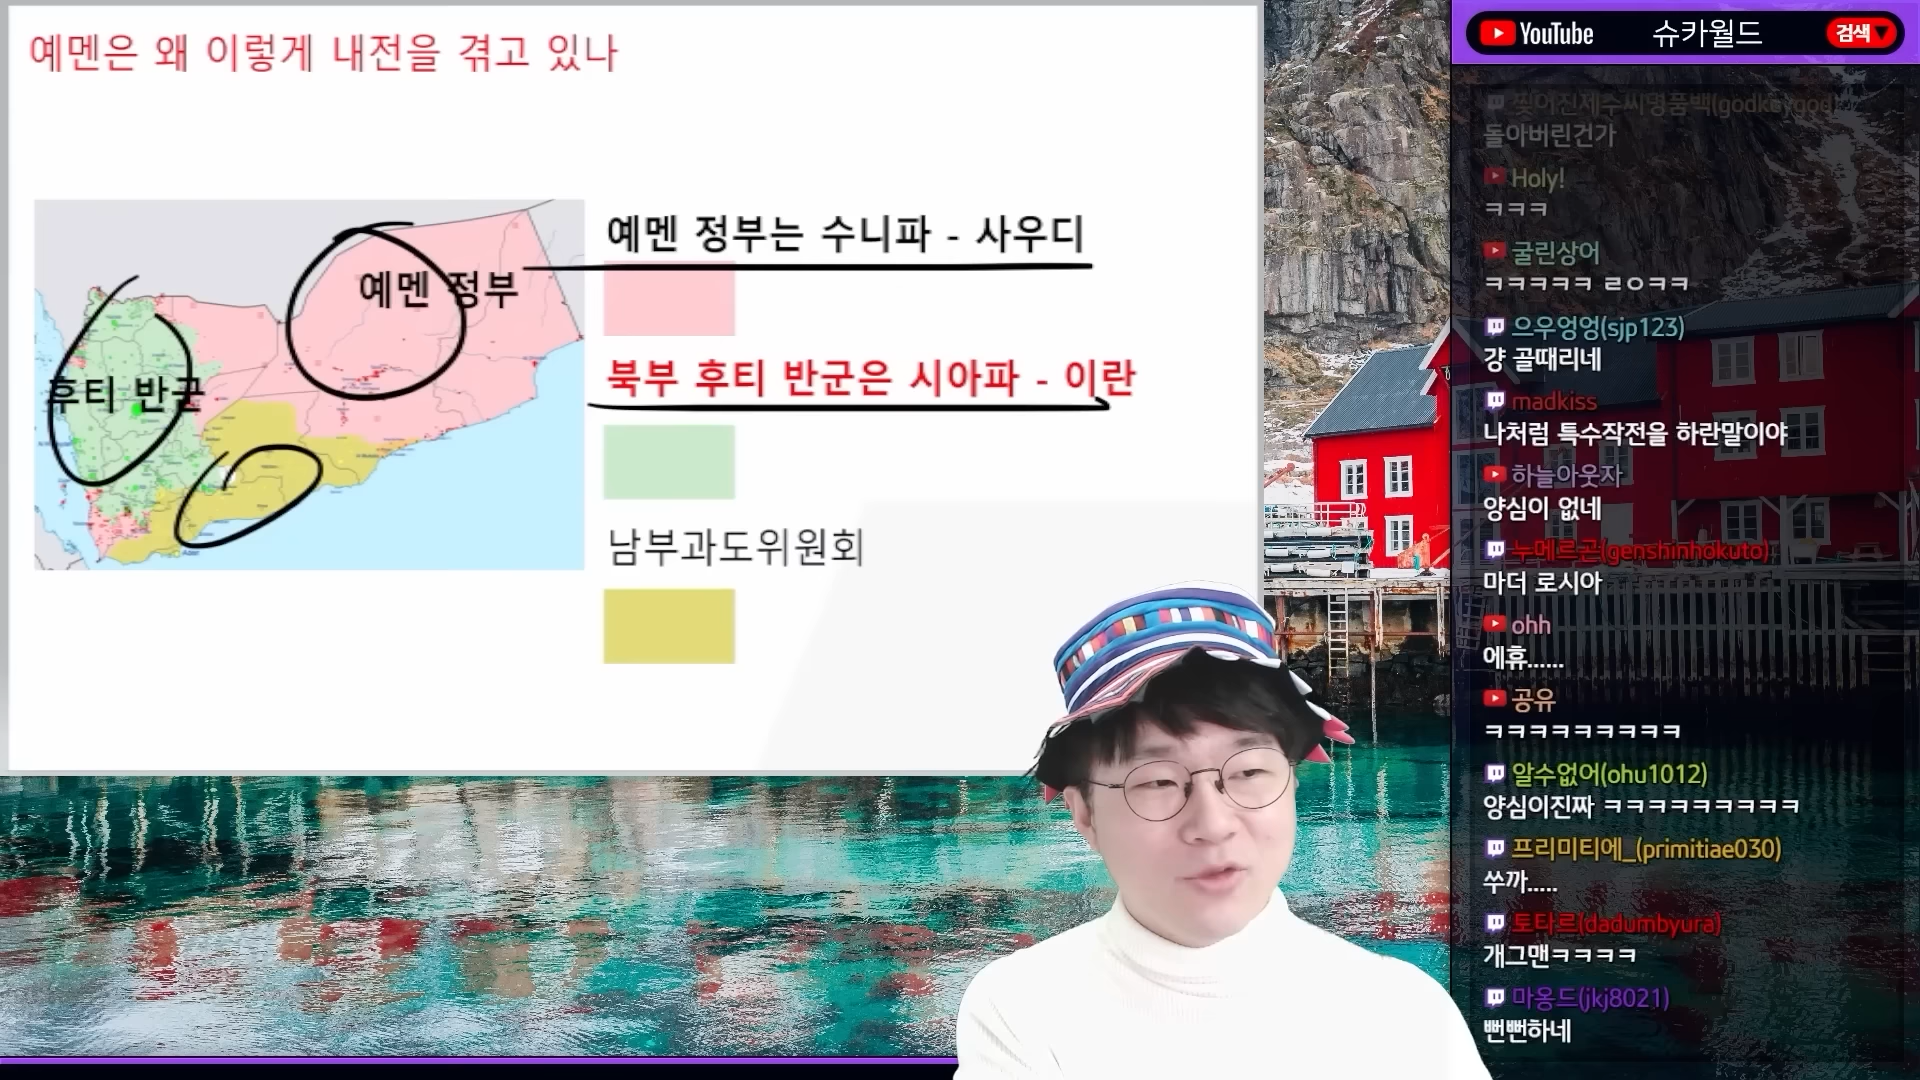 예멘은 왜 이렇게 내전을 겪고 있나
예멘 정부
후티 반군
예멘 정부는 수니파 - 사우디
북부 후티 반군은 시아파 - 이란
남부과도위원회
YouTube 슈카월드 검색
돌아버린건가
Holy!
ㅋㅋㅋ
굴린상어
ㅋㅋㅋㅋㅋ ㄹㅇㅋㅋ
으우엉엉(sjp123)
걍 골때리네
madkiss
나처럼 특수작전을 하란말이야
하늘아웃자
양심이 없네
누메르곤(genshinhokuto)
마더 로시아
ohh
에휴......
공유
ㅋㅋㅋㅋㅋㅋㅋㅋㅋ
알수없어(ohu1012)
양심이진짜 ㅋㅋㅋㅋㅋㅋㅋㅋㅋ
프리미티에_(primitiae030)
쑤까.....
토타르(dadumbyura)
개그맨ㅋㅋㅋㅋ
마옹드(jkj8021)
뻔뻔하네